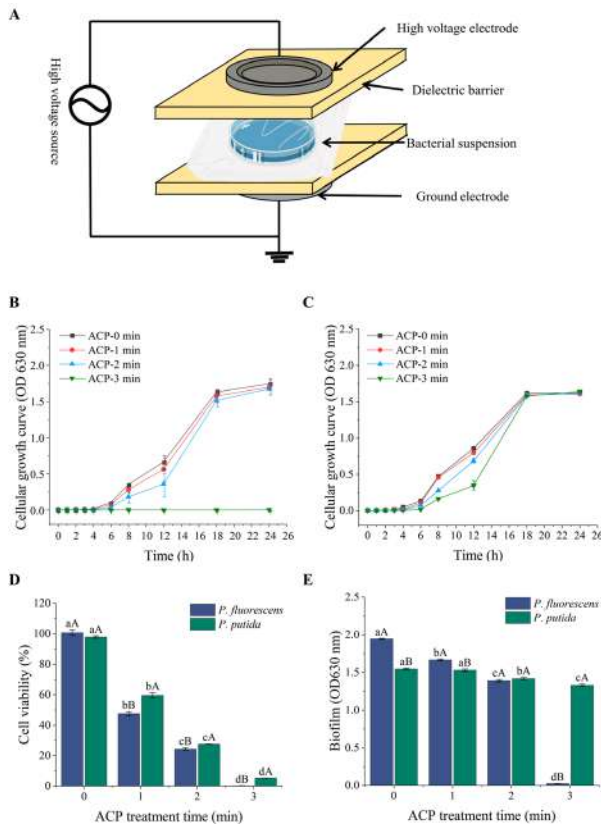 A
High voltage electrode
High voltage source
Dielectric barrier
Bacterial suspension
Ground electrode
B
Cellular growth curve (OD 630 nm)
2.5
2.0
1.5
1.0
0.5
0.0
ACP-0 min
ACP-1 min
ACP-2 min
ACP-3 min
0 2 4 6 8 10 12 14 16 18 20 22 24 26
Time (h)
C
Cellular growth curve (OD 630 nm)
2.5
2.0
1.5
1.0
0.5
0.0
ACP-0 min
ACP-1 min
ACP-2 min
ACP-3 min
0 2 4 6 8 10 12 14 16 18 20 22 24 26
Time (h)
D
Cell viability (%)
120
100
80
60
40
20
0
P. fluorescens
P. putida
aA aA
bB bA
cB cA
dB dA
0 1 2 3
ACP treatment time (min)
E
Biofilm (OD630 nm)
2.5
2.0
1.5
1.0
0.5
0.0
P. fluorescens
P. putida
aA aB
bA aB
cA bA
dB cA
0 1 2 3
ACP treatment time (min)